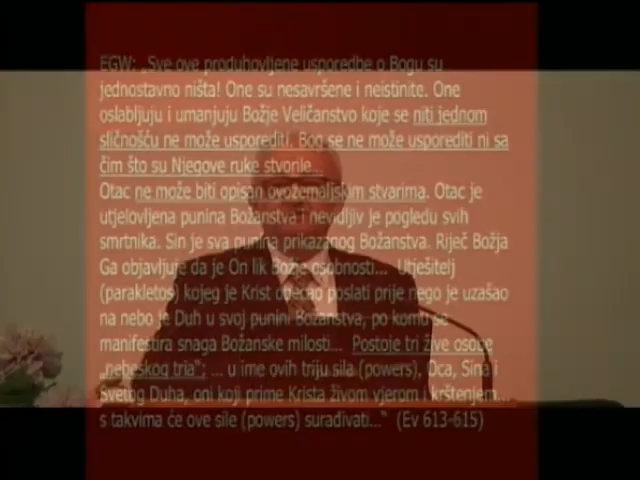 EGW: „Sve ove produhovljene usporedbe o Bogu su
jednostavno ništa! One su nesavršene i neistinite. One
oslabljuju i umanjuju Božje Veličanstvo koje se niti jednom
sličnošću ne može usporediti. Bog se ne može usporediti ni sa
čim što su Njegove ruke stvorile.
Otac ne može biti opisan ovozemaljskim stvarima. Otac je
utjelovljena punina Božanstva i nevidljiv je pogledu svih
smrtnika. Sin je sva punina prikazanog Božanstva. Riječ Božja
Ga objavljuje da je On lik Božje osobnosti... Utješitelj
(parakletos) kojeg je Krist obećao poslati prije nego je uzašao
na nebo je Duh u svoj punini Božanstva, po komu se
manifestira snaga Božanske milosti... Postoje tri žive osobe
„nebeskog tria"; ... u ime ovih triju sila (powers), Oca, Sina i
Svetog Duha, oni koji prime Krista živom vjerom i krštenjem...
s takvima će ove sile (powers) surađivati...“ (Ev 613-615)